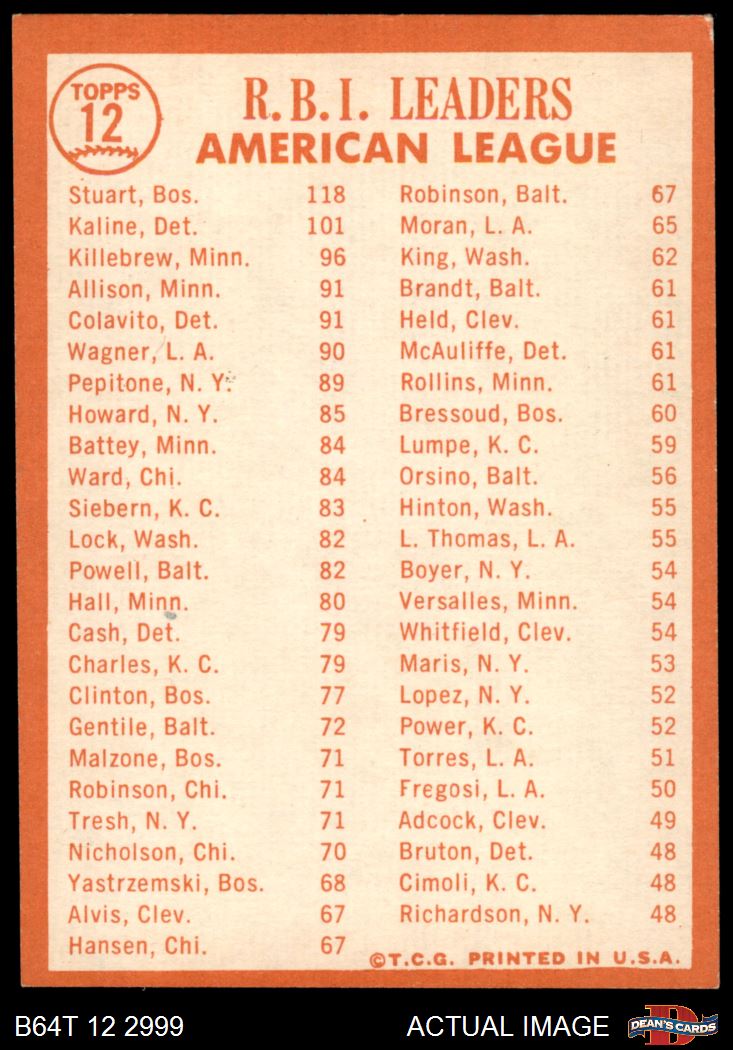 TOPPS
12
R.B.I. LEADERS
AMERICAN LEAGUE
Stuart, Bos. 118
Kaline, Det. 101
Killebrew, Minn. 96
Allison, Minn. 91
Colavito, Det. 91
Wagner, L. A. 90
Pepitone, N. Y. 89
Howard, N. Y. 85
Battey, Minn. 84
Ward, Chi. 84
Siebern, K. C. 83
Lock, Wash. 82
Powell, Balt. 82
Hall, Minn. 80
Cash, Det. 79
Charles, K. C. 79
Clinton, Bos. 77
Gentile, Balt. 72
Malzone, Bos. 71
Robinson, Chi. 71
Tresh, N. Y. 71
Nicholson, Chi. 70
Yastrzemski, Bos. 68
Alvis, Clev. 67
Hansen, Chi. 67
Robinson, Balt. 67
Moran, L. A. 65
King, Wash. 62
Brandt, Balt. 61
Held, Clev. 61
McAuliffe, Det. 61
Rollins, Minn. 61
Bressoud, Bos. 60
Lumpe, K. C. 59
Orsino, Balt. 56
Hinton, Wash. 55
L. Thomas, L. A. 55
Boyer, N. Y. 54
Versalles, Minn. 54
Whitfield, Clev. 54
Maris, N. Y. 53
Lopez, N. Y. 52
Power, K. C. 52
Torres, L. A. 51
Fregosi, L. A. 50
Adcock, Clev. 49
Bruton, Det. 48
Cimoli, K. C. 48
Richardson, N. Y. 48
©T.C.G. PRINTED IN U.S.A.
B64T 12 2999
ACTUAL IMAGE
D
DEAN'S CARDS